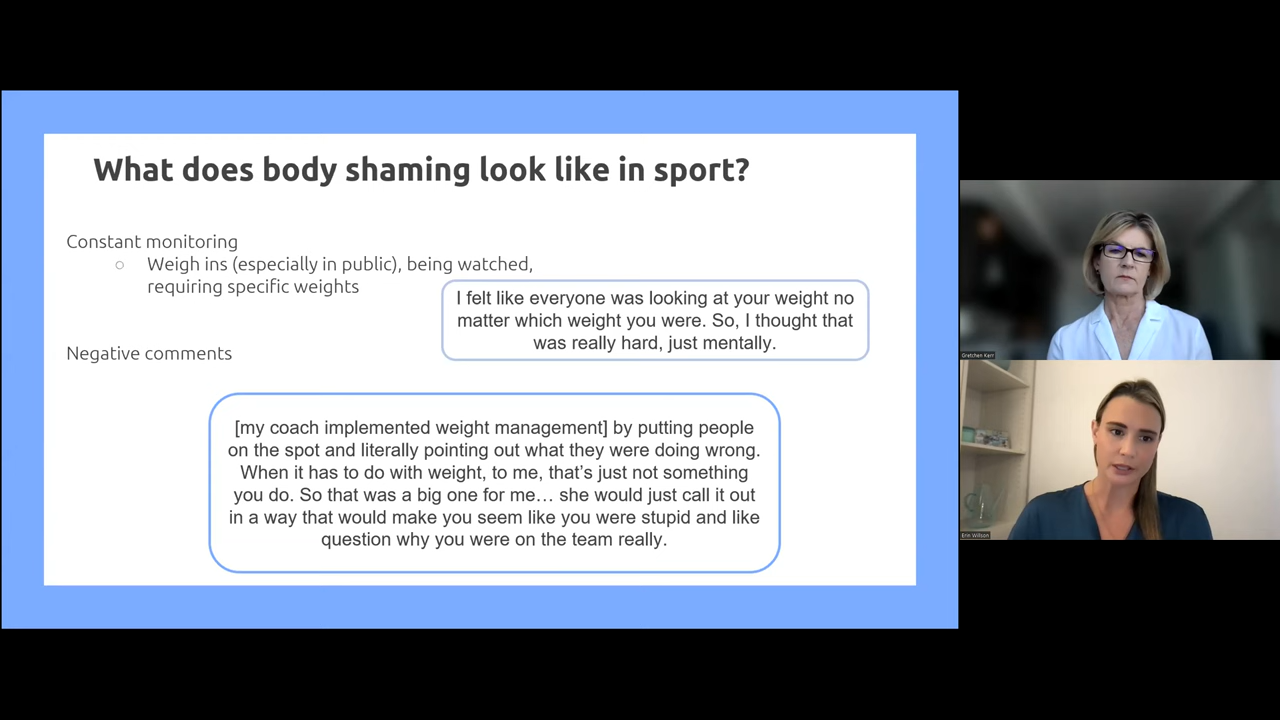 What does body shaming look like in sport?
Constant monitoring
○ Weigh ins (especially in public), being watched,
requiring specific weights
I felt like everyone was looking at your weight no
matter which weight you were. So, I thought that
was really hard, just mentally.
Negative comments
[my coach implemented weight management] by putting people
on the spot and literally pointing out what they were doing wrong.
When it has to do with weight, to me, that’s just not something
you do. So that was a big one for me… she would just call it out
in a way that would make you seem like you were stupid and like
question why you were on the team really.
Gretchen Kerr
Erin Willson